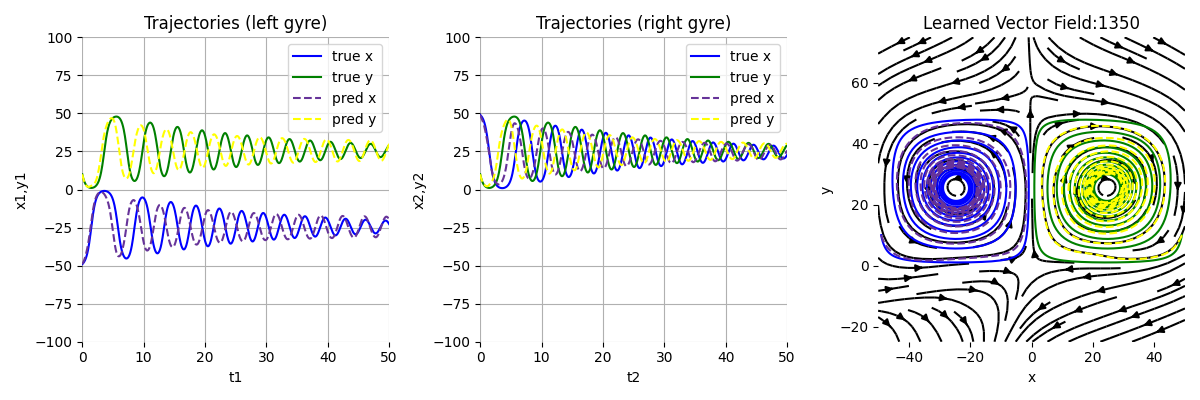 Trajectories (left gyre)
100
75
50
25
0
−25
−50
−75
−100
0 10 20 30 40 50
t1
x1,y1
true x
true y
pred x
pred y
Trajectories (right gyre)
100
75
50
25
0
−25
−50
−75
−100
0 10 20 30 40 50
t2
x2,y2
true x
true y
pred x
pred y
Learned Vector Field:1350
60
40
20
0
−20
−40 −20 0 20 40
x
y